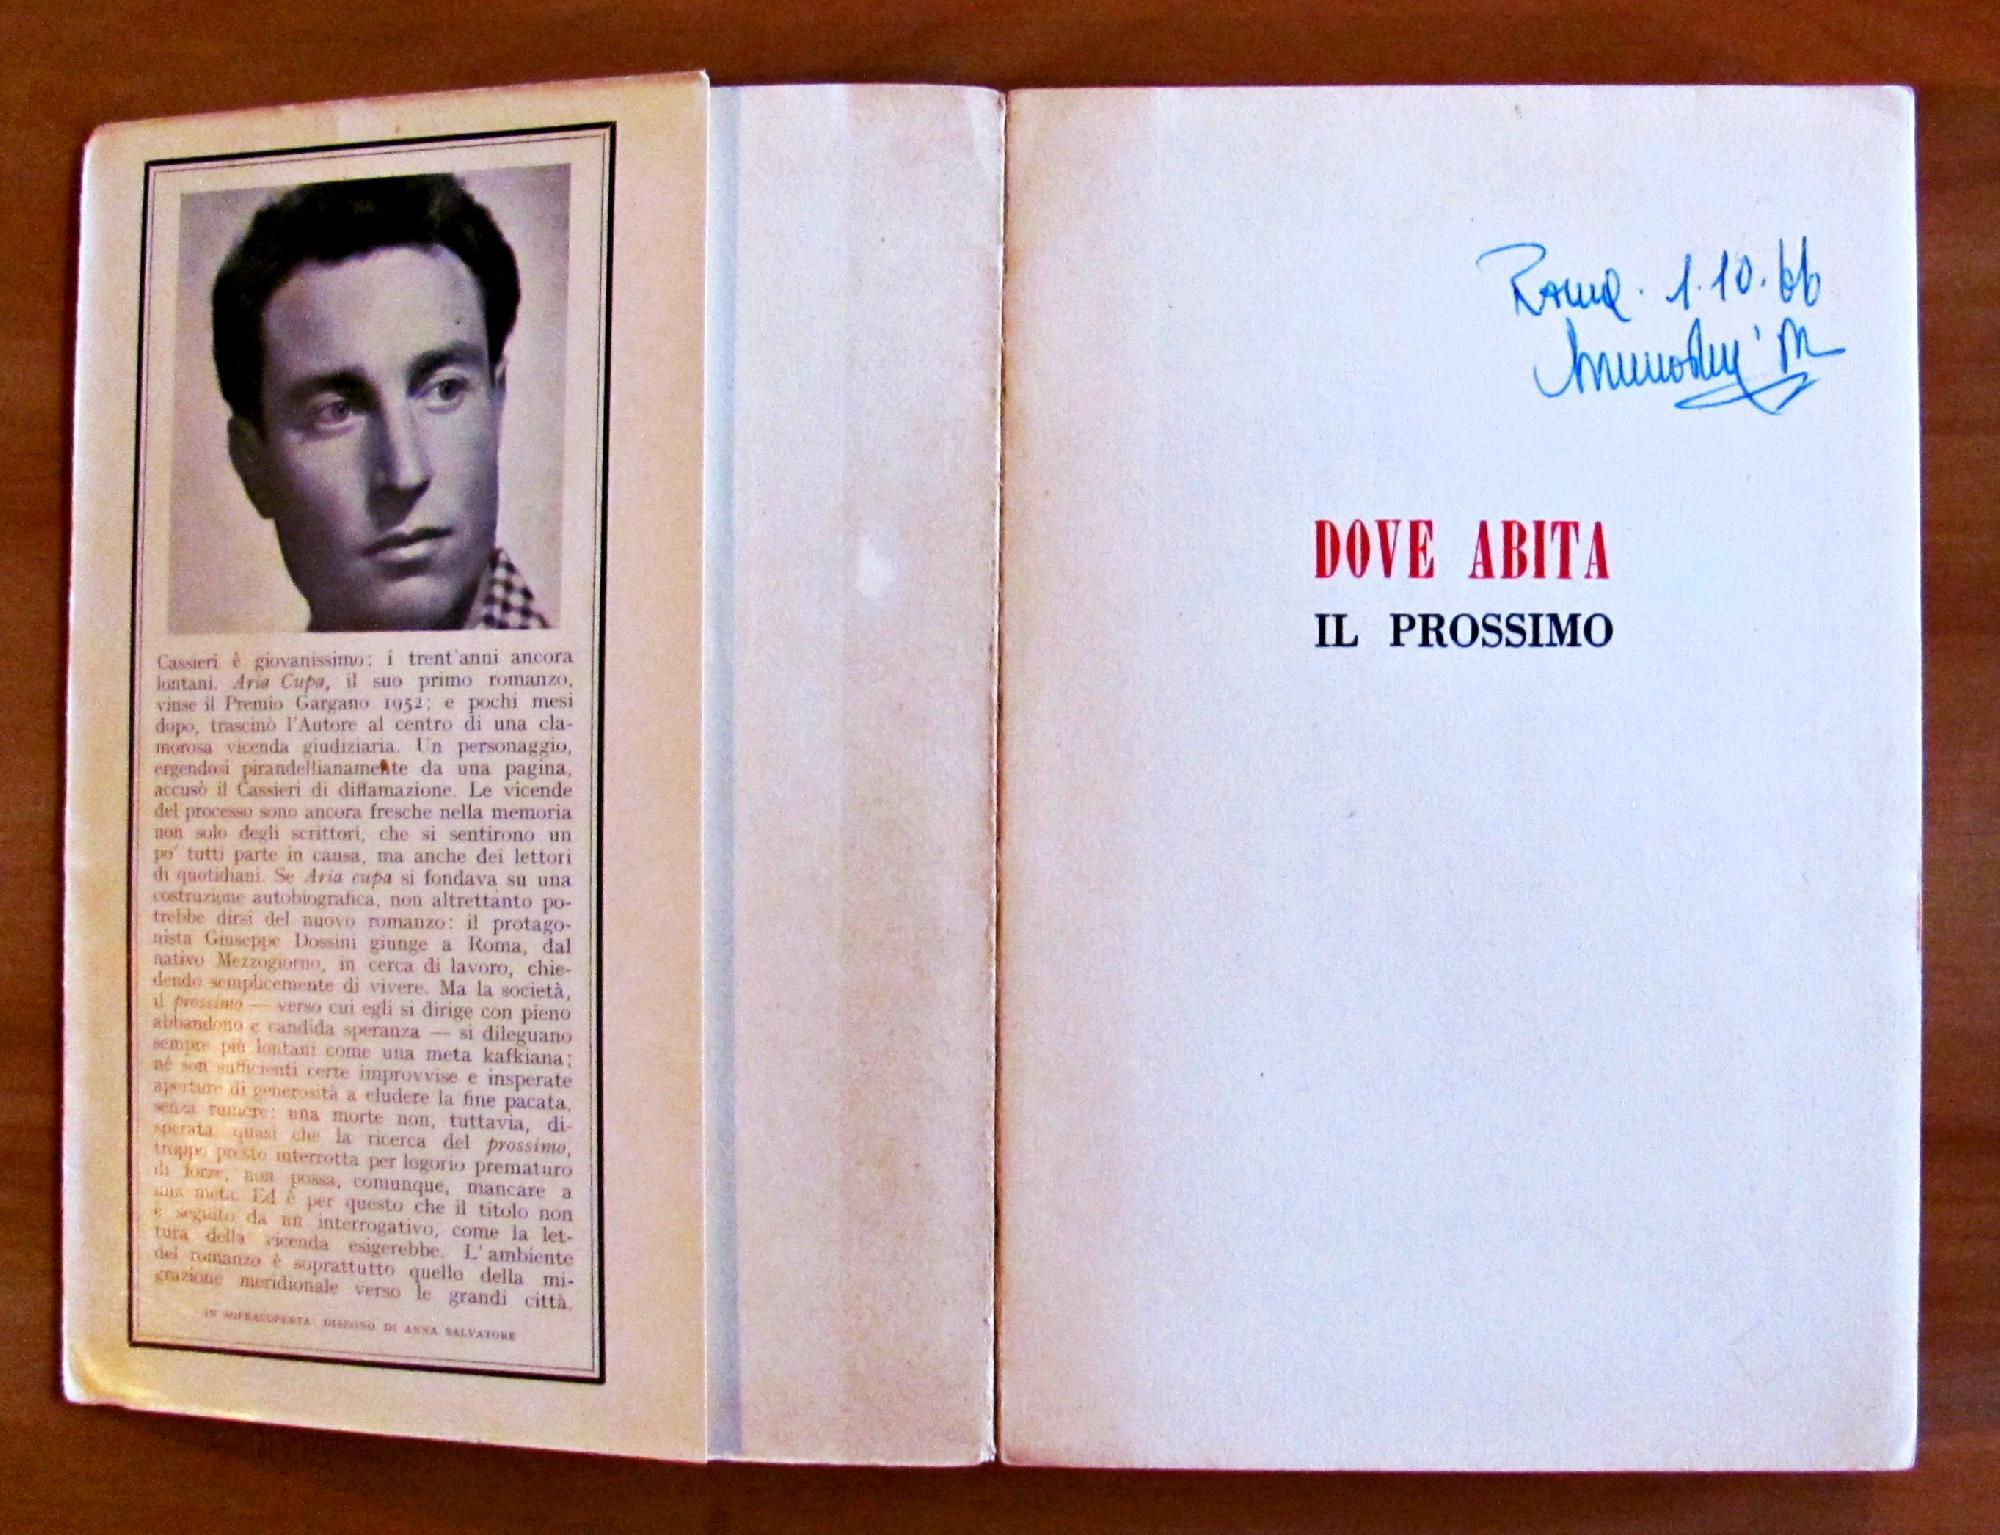 Cassieri è giovanissimo: i trent'anni ancora
lontani. Aria Cupa, il suo primo romanzo,
vinse il Premio Gargano 1952; e pochi mesi
dopo, trascinò l'Autore al centro di una cla-
morosa vicenda giudiziaria. Un personaggio,
ergendosi pirandellianamente da una pagina,
accusò il Cassieri di diffamazione. Le vicende
del processo sono ancora fresche nella memoria
non solo degli scrittori, che si sentirono un
po' tutti parte in causa, ma anche dei lettori
di quotidiani. Se Aria cupa si fondava su una
costruzione autobiografica, non altrettanto po-
trebbe dirsi del nuovo romanzo: il protago-
nista Giuseppe Dossini giunge a Roma, dal
nativo Mezzogiorno, in cerca di lavoro, chie-
dendo semplicemente di vivere. Ma la società,
il prossimo — verso cui egli si dirige con pieno
abbandono e candida speranza — si dileguano
sempre più lontani come una meta kafkiana;
né son sufficienti certe improvvise e insperate
aperture di generosità a eludere la fine pacata,
senza rumore: una morte non, tuttavia, di-
sperata, quasi che la ricerca del prossimo,
troppo presto interrotta per logorio prematuro
di forze, non possa, comunque, mancare a
una meta. Ed è per questo che il titolo non
è seguito da un interrogativo, come la let-
tura della vicenda esigerebbe. L'ambiente
del romanzo è soprattutto quello della mi-
grazione meridionale verso le grandi città.
IN SOPRACOPERTA: DISEGNO DI ANNA SALVATORE
Roma. 1.10.66
DOVE ABITA
IL PROSSIMO